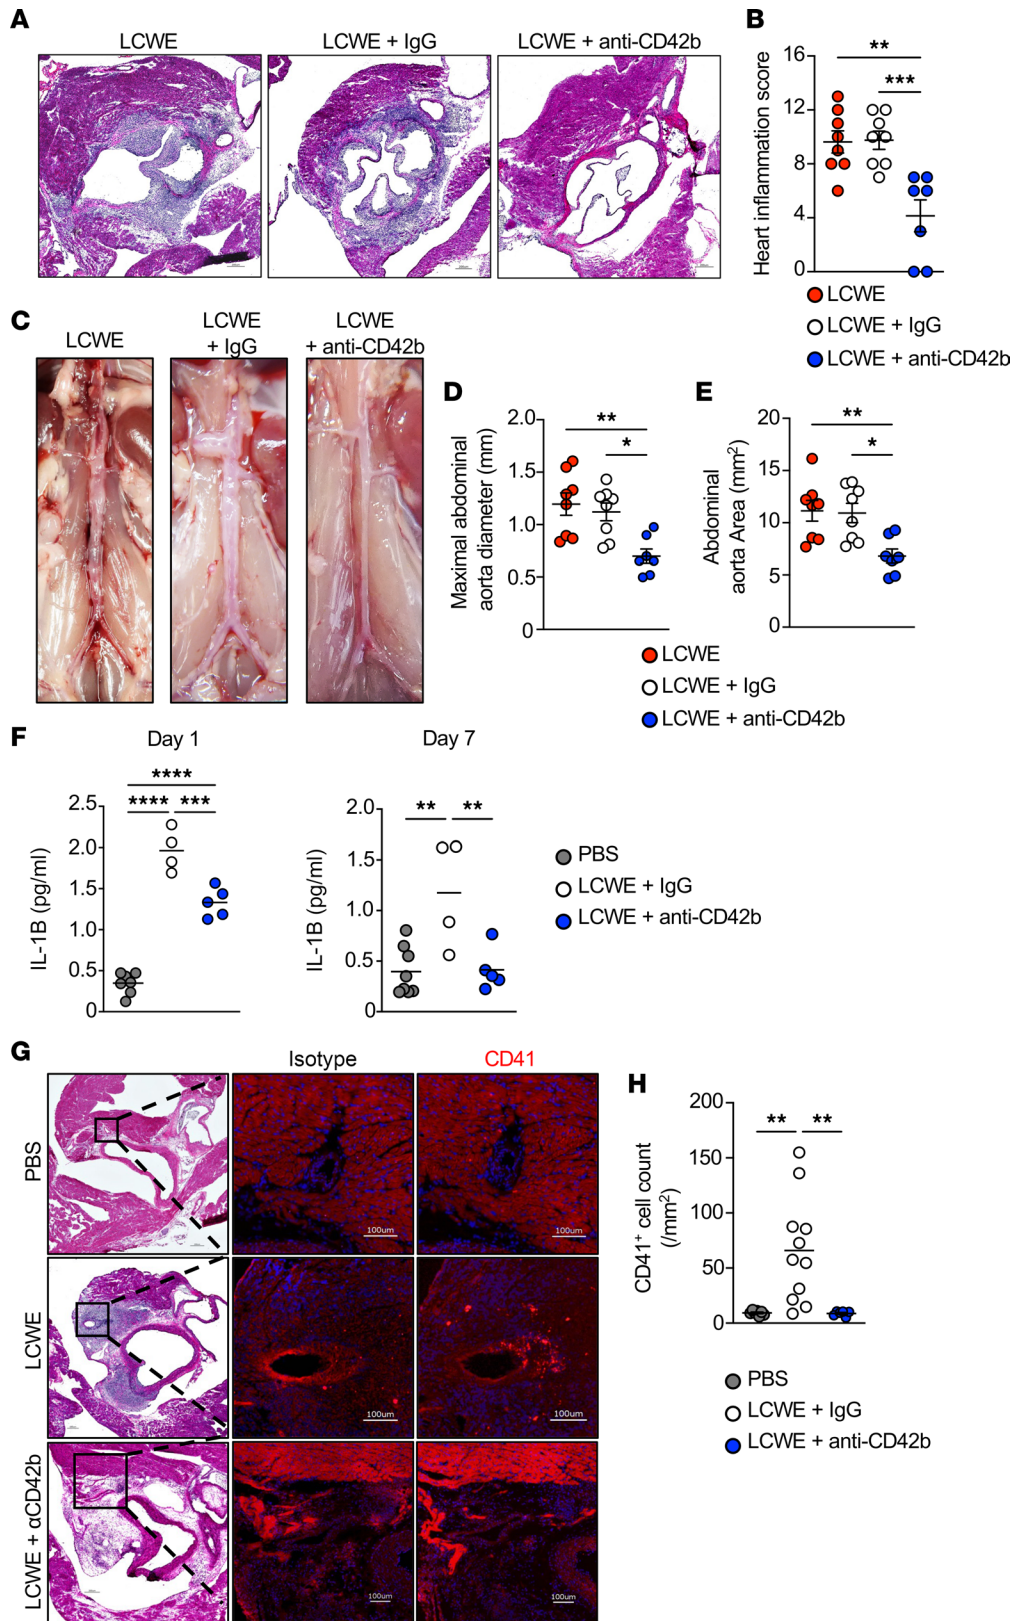 A
LCWE
LCWE + IgG
LCWE + anti-CD42b
B
Heart inflammation score
16
12
8
4
0
**
***
LCWE
LCWE + IgG
LCWE + anti-CD42b
C
LCWE
LCWE
+ IgG
LCWE
+ anti-CD42b
D
Maximal abdominal
aorta diameter (mm)
2.0
1.5
1.0
0.5
0
**
*
E
Abdominal
aorta Area (mm²)
20
15
10
5
0
**
*
LCWE
LCWE + IgG
LCWE + anti-CD42b
F
Day 1
IL-1B (pg/ml)
2.5
2.0
1.5
1.0
0.5
0
****
**** ***
Day 7
IL-1B (pg/ml)
2.0
1.5
1.0
0.5
0
** **
PBS
LCWE + IgG
LCWE + anti-CD42b
G
Isotype
CD41
PBS
100um
100um
LCWE
100um
100um
LCWE + αCD42b
100um
100um
H
CD41⁺ cell count
(/mm²)
200
150
100
50
0
** **
PBS
LCWE + IgG
LCWE + anti-CD42b